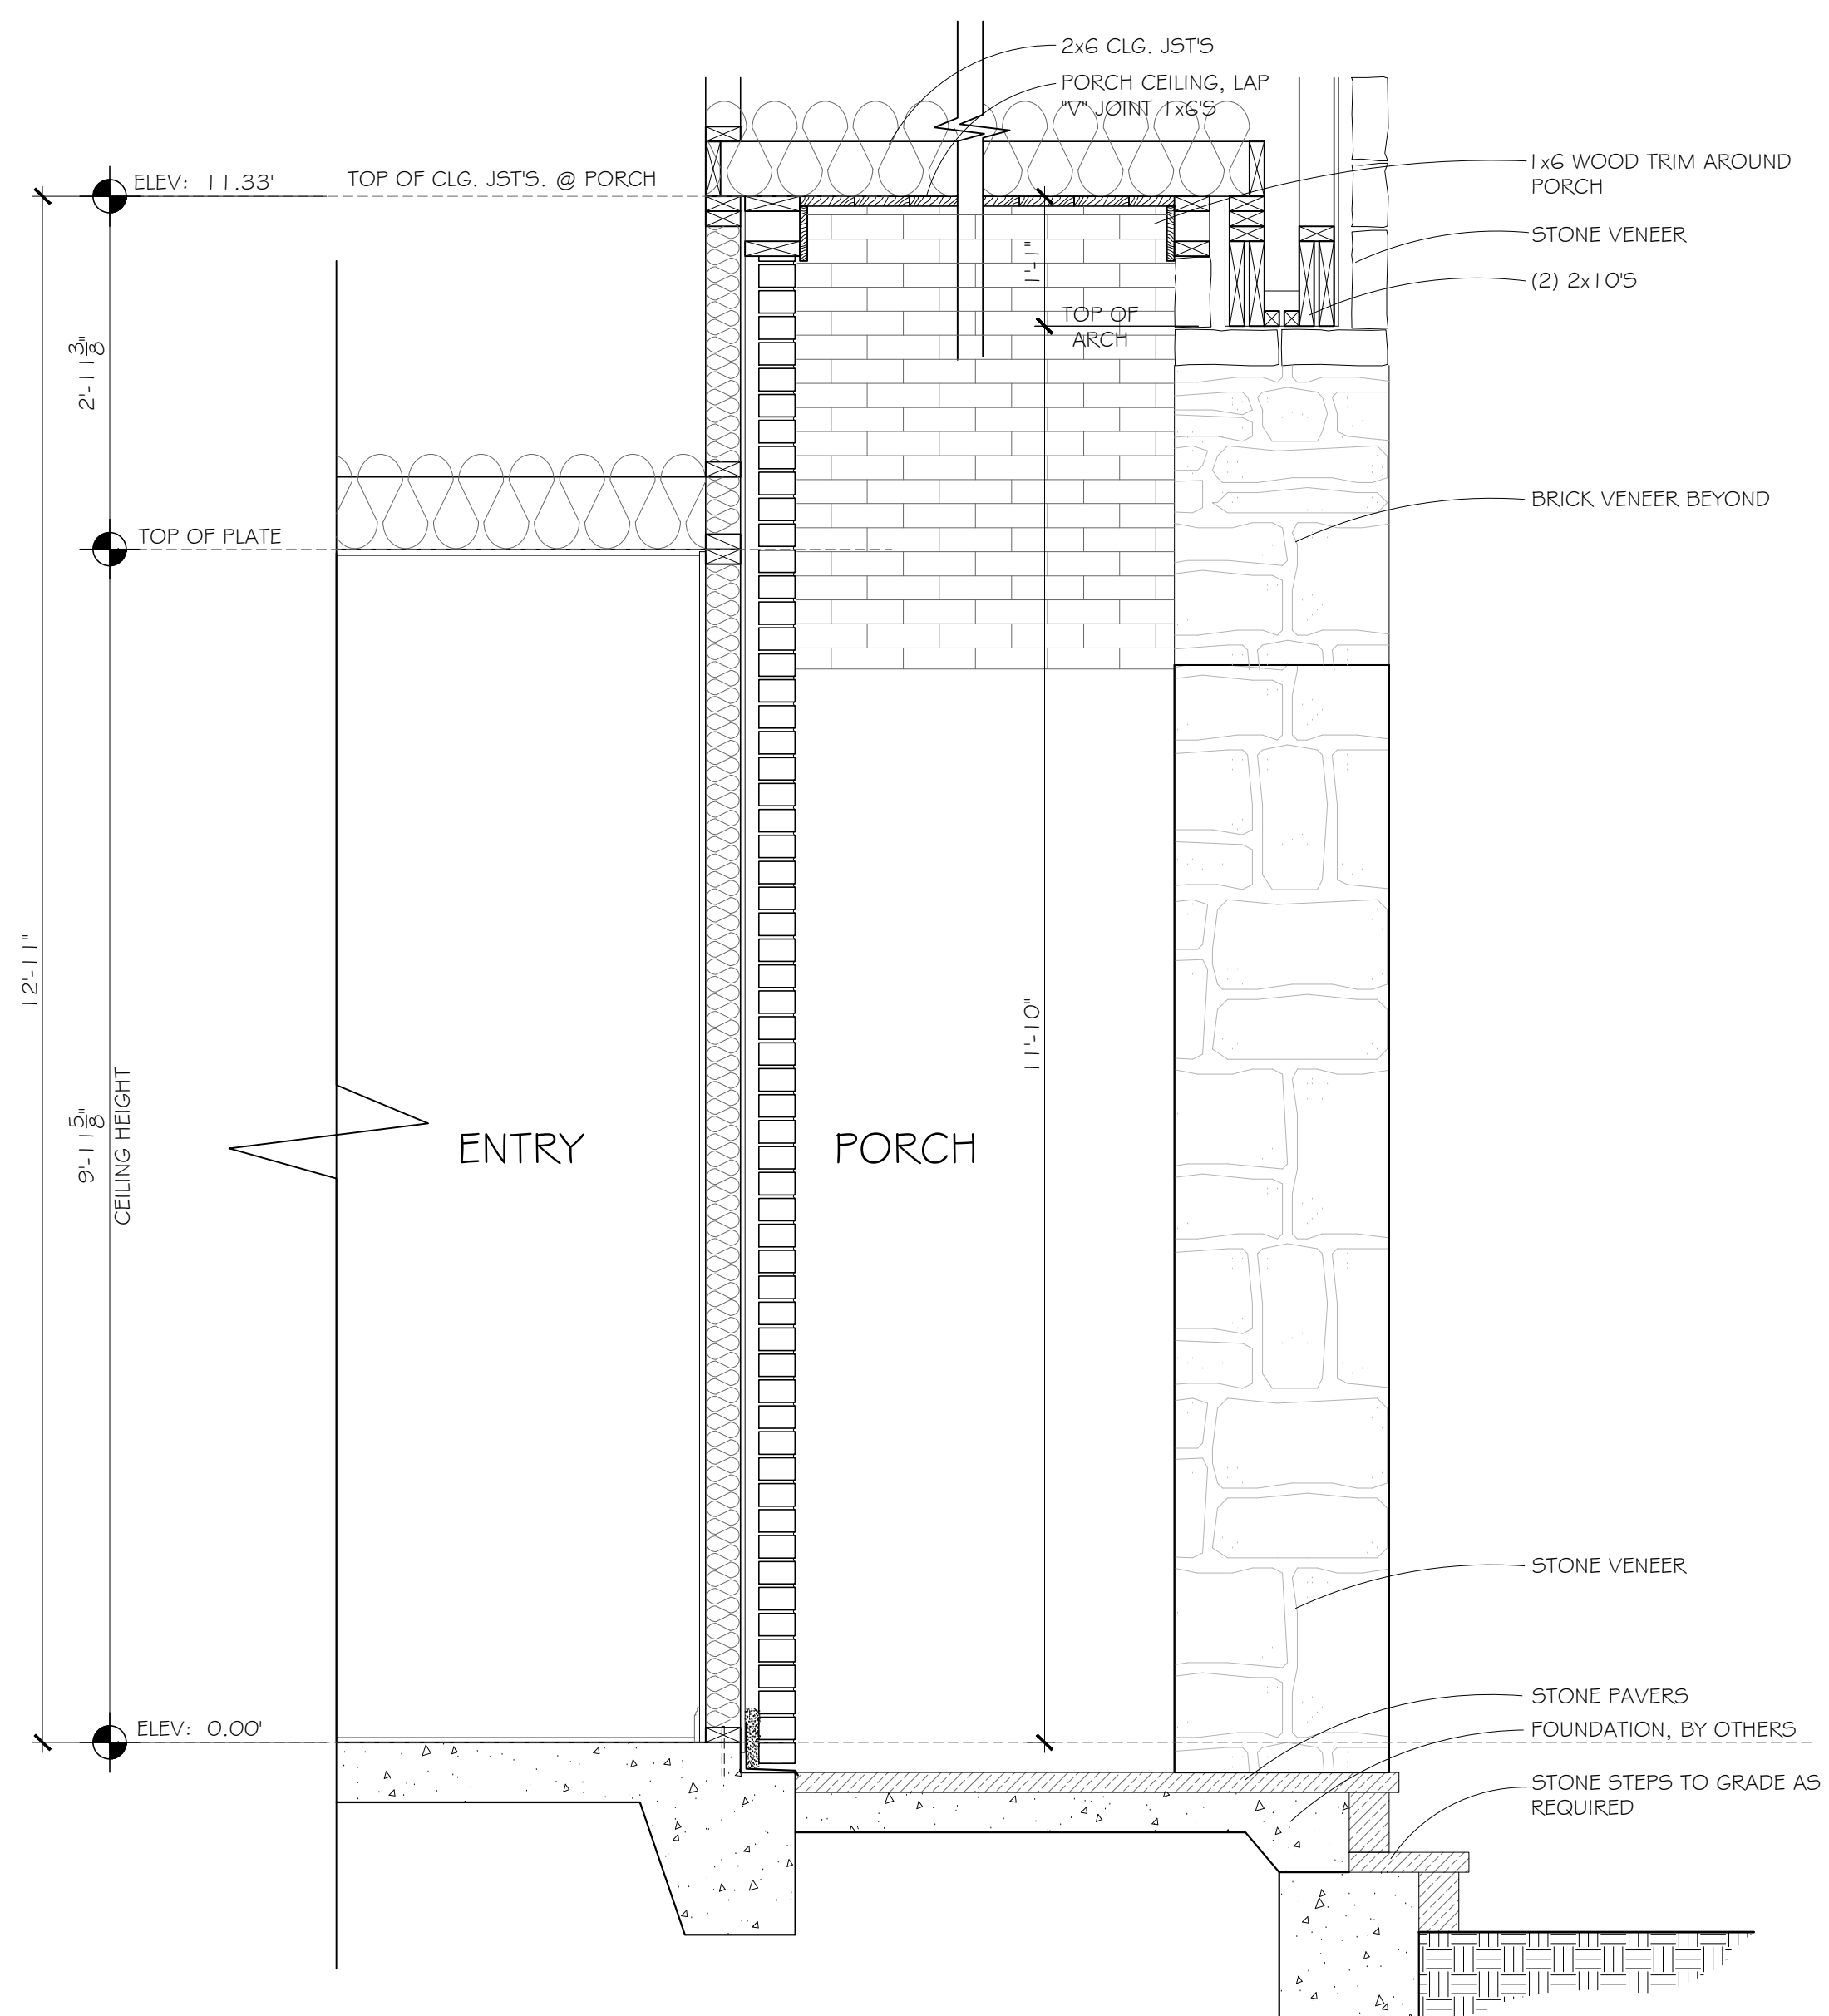 2x6 CLG. JST'S
PORCH CEILING, LAP
"V" JOINT 1x6'S
1x6 WOOD TRIM AROUND
PORCH
ELEV: 11.33'
TOP OF CLG. JST'S. @ PORCH
STONE VENEER
1'-1"
(2) 2x10'S
TOP OF
ARCH
2'-11 3/8"
BRICK VENEER BEYOND
TOP OF PLATE
12'-11"
11'-10"
9'-11 5/8"
CEILING HEIGHT
ENTRY
PORCH
STONE VENEER
STONE PAVERS
ELEV: 0.00'
FOUNDATION, BY OTHERS
STONE STEPS TO GRADE AS
REQUIRED